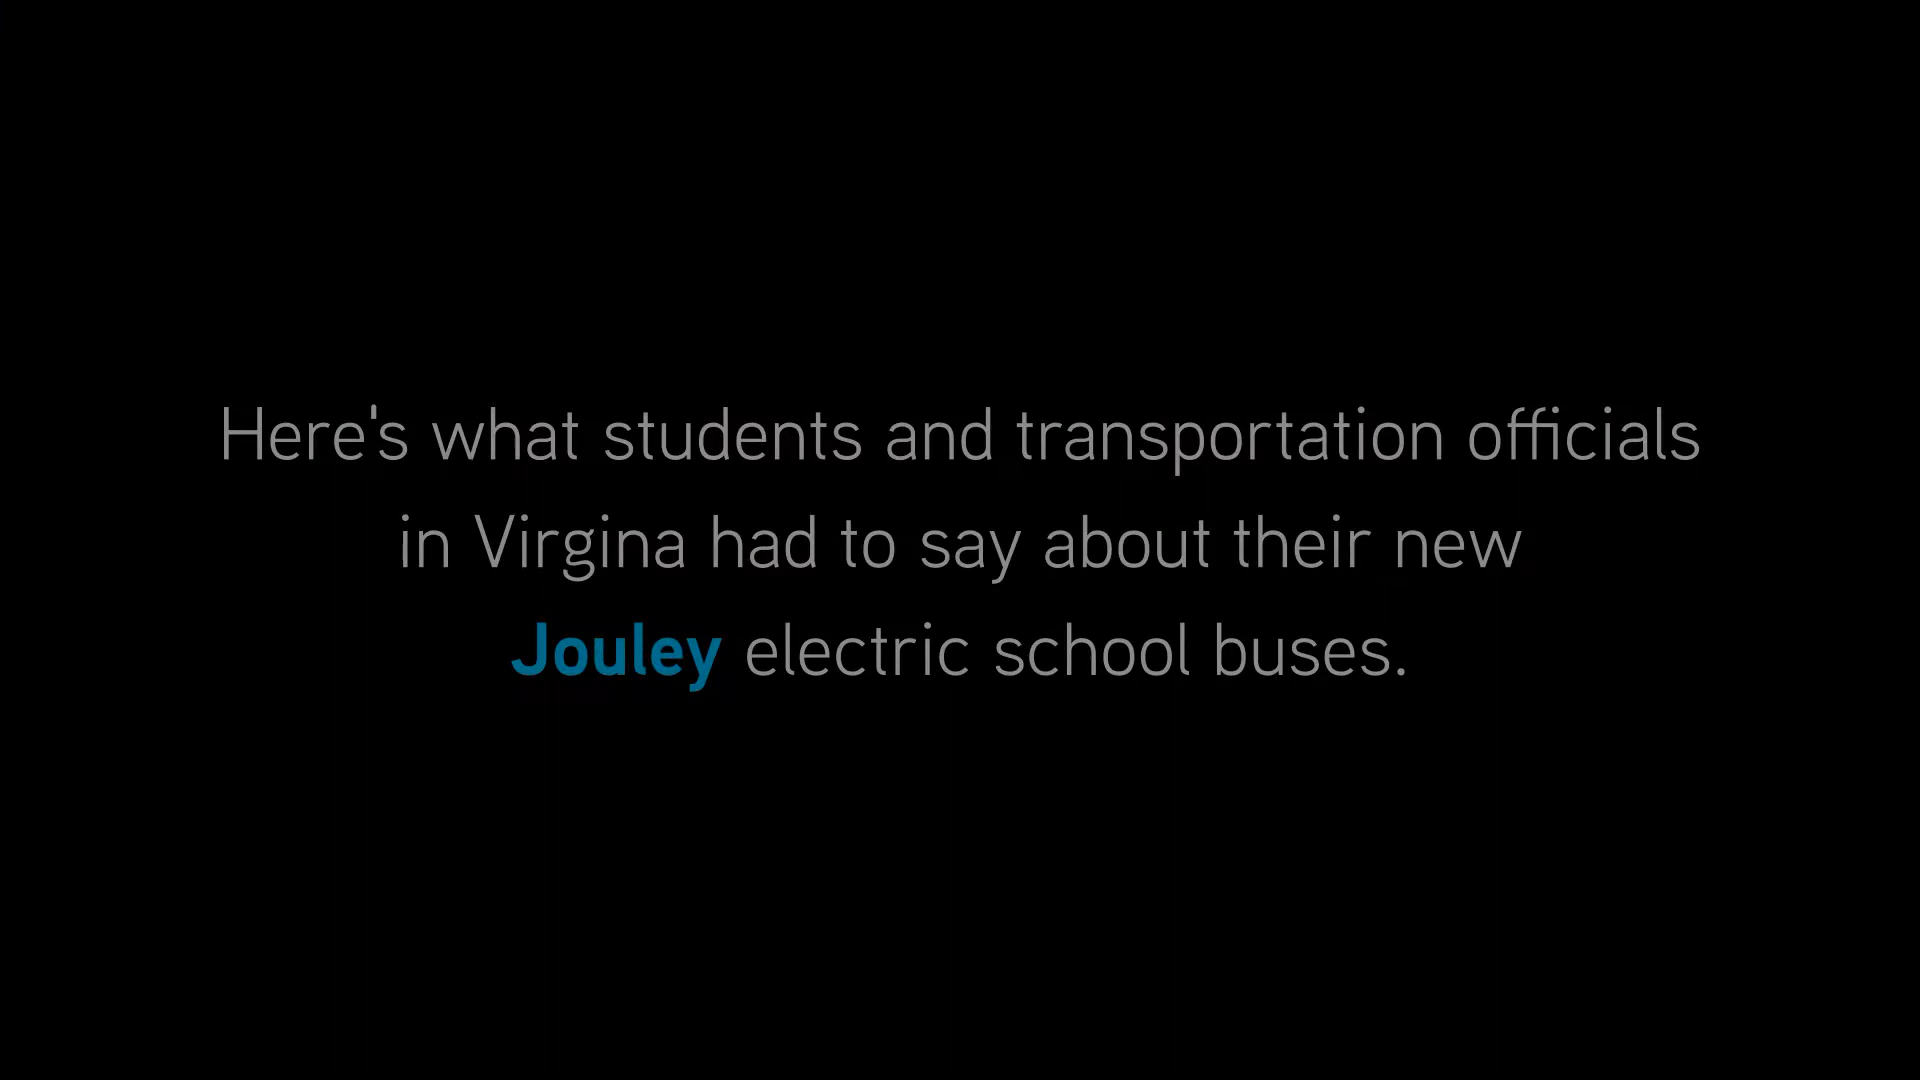 Here's what students and transportation officials
in Virgina had to say about their new
Jouley electric school buses.